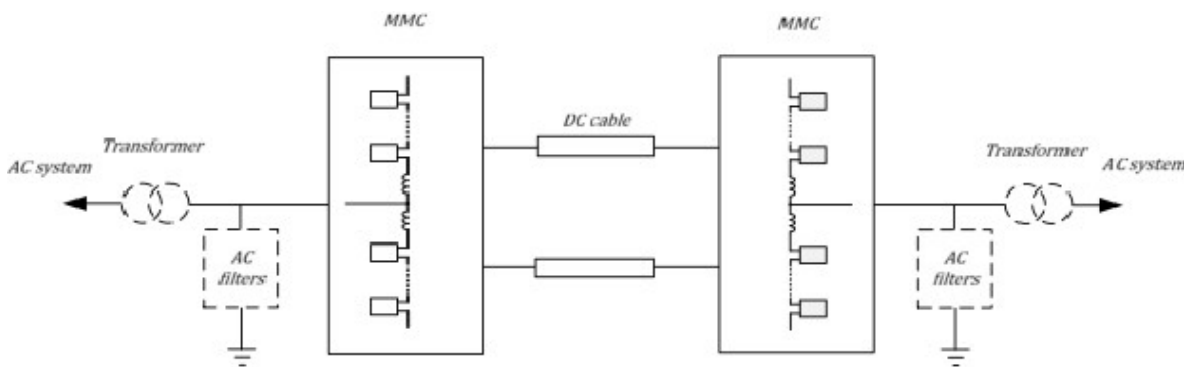 MMC
MMC
DC cable
Transformer
Transformer
AC system
AC system
AC
filters
AC
filters